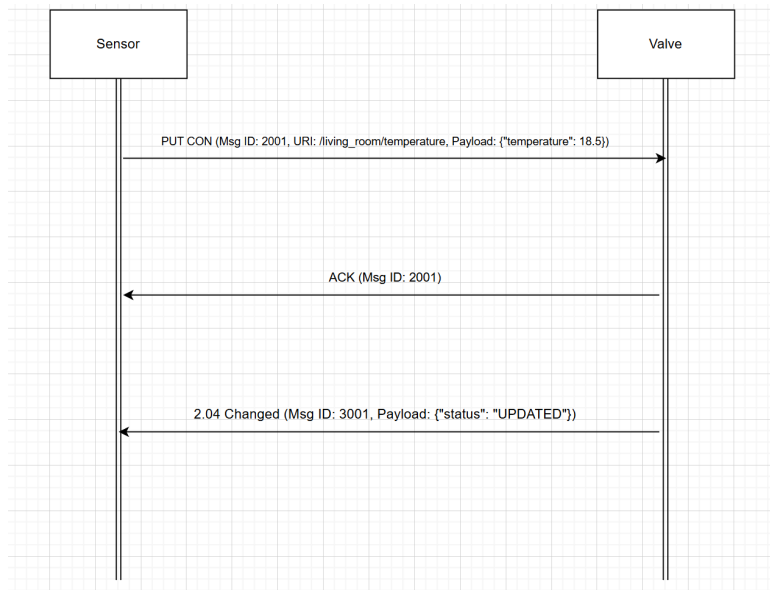 Sensor
Valve
PUT CON (Msg ID: 2001, URI: /living_room/temperature, Payload: {"temperature": 18.5})
ACK (Msg ID: 2001)
2.04 Changed (Msg ID: 3001, Payload: {"status": "UPDATED"})